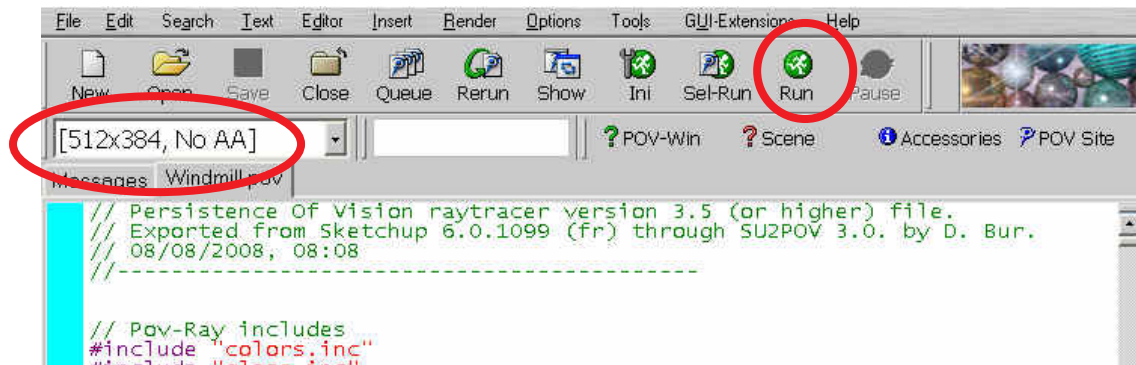 File Edit Search Text Editor Insert Render Options Tools GUI-Extensions Help
New Open Save Close Queue Rerun Show Ini Sel-Run Run Pause
[512x384, No AA] POV-Win Scene Accessories POV Site
Messages Windmill.pov
// Persistence Of Vision raytracer version 3.5 (or higher) file.
// Exported from Sketchup 6.0.1099 (fr) through SU2POV 3.0. by D. Bur.
// 08/08/2008, 08:08
//-------------------------------------------
// Pov-Ray includes
#include "colors.inc"
#include "glass.inc"